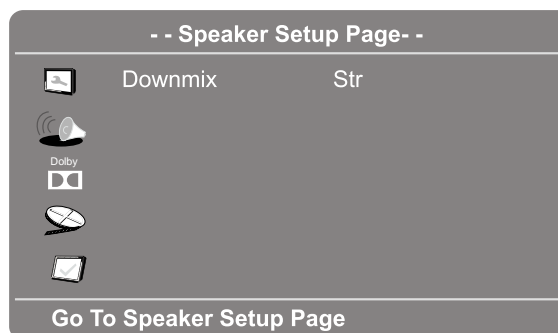 - - Speaker Setup Page- -
Downmix Str
Dolby
Go To Speaker Setup Page